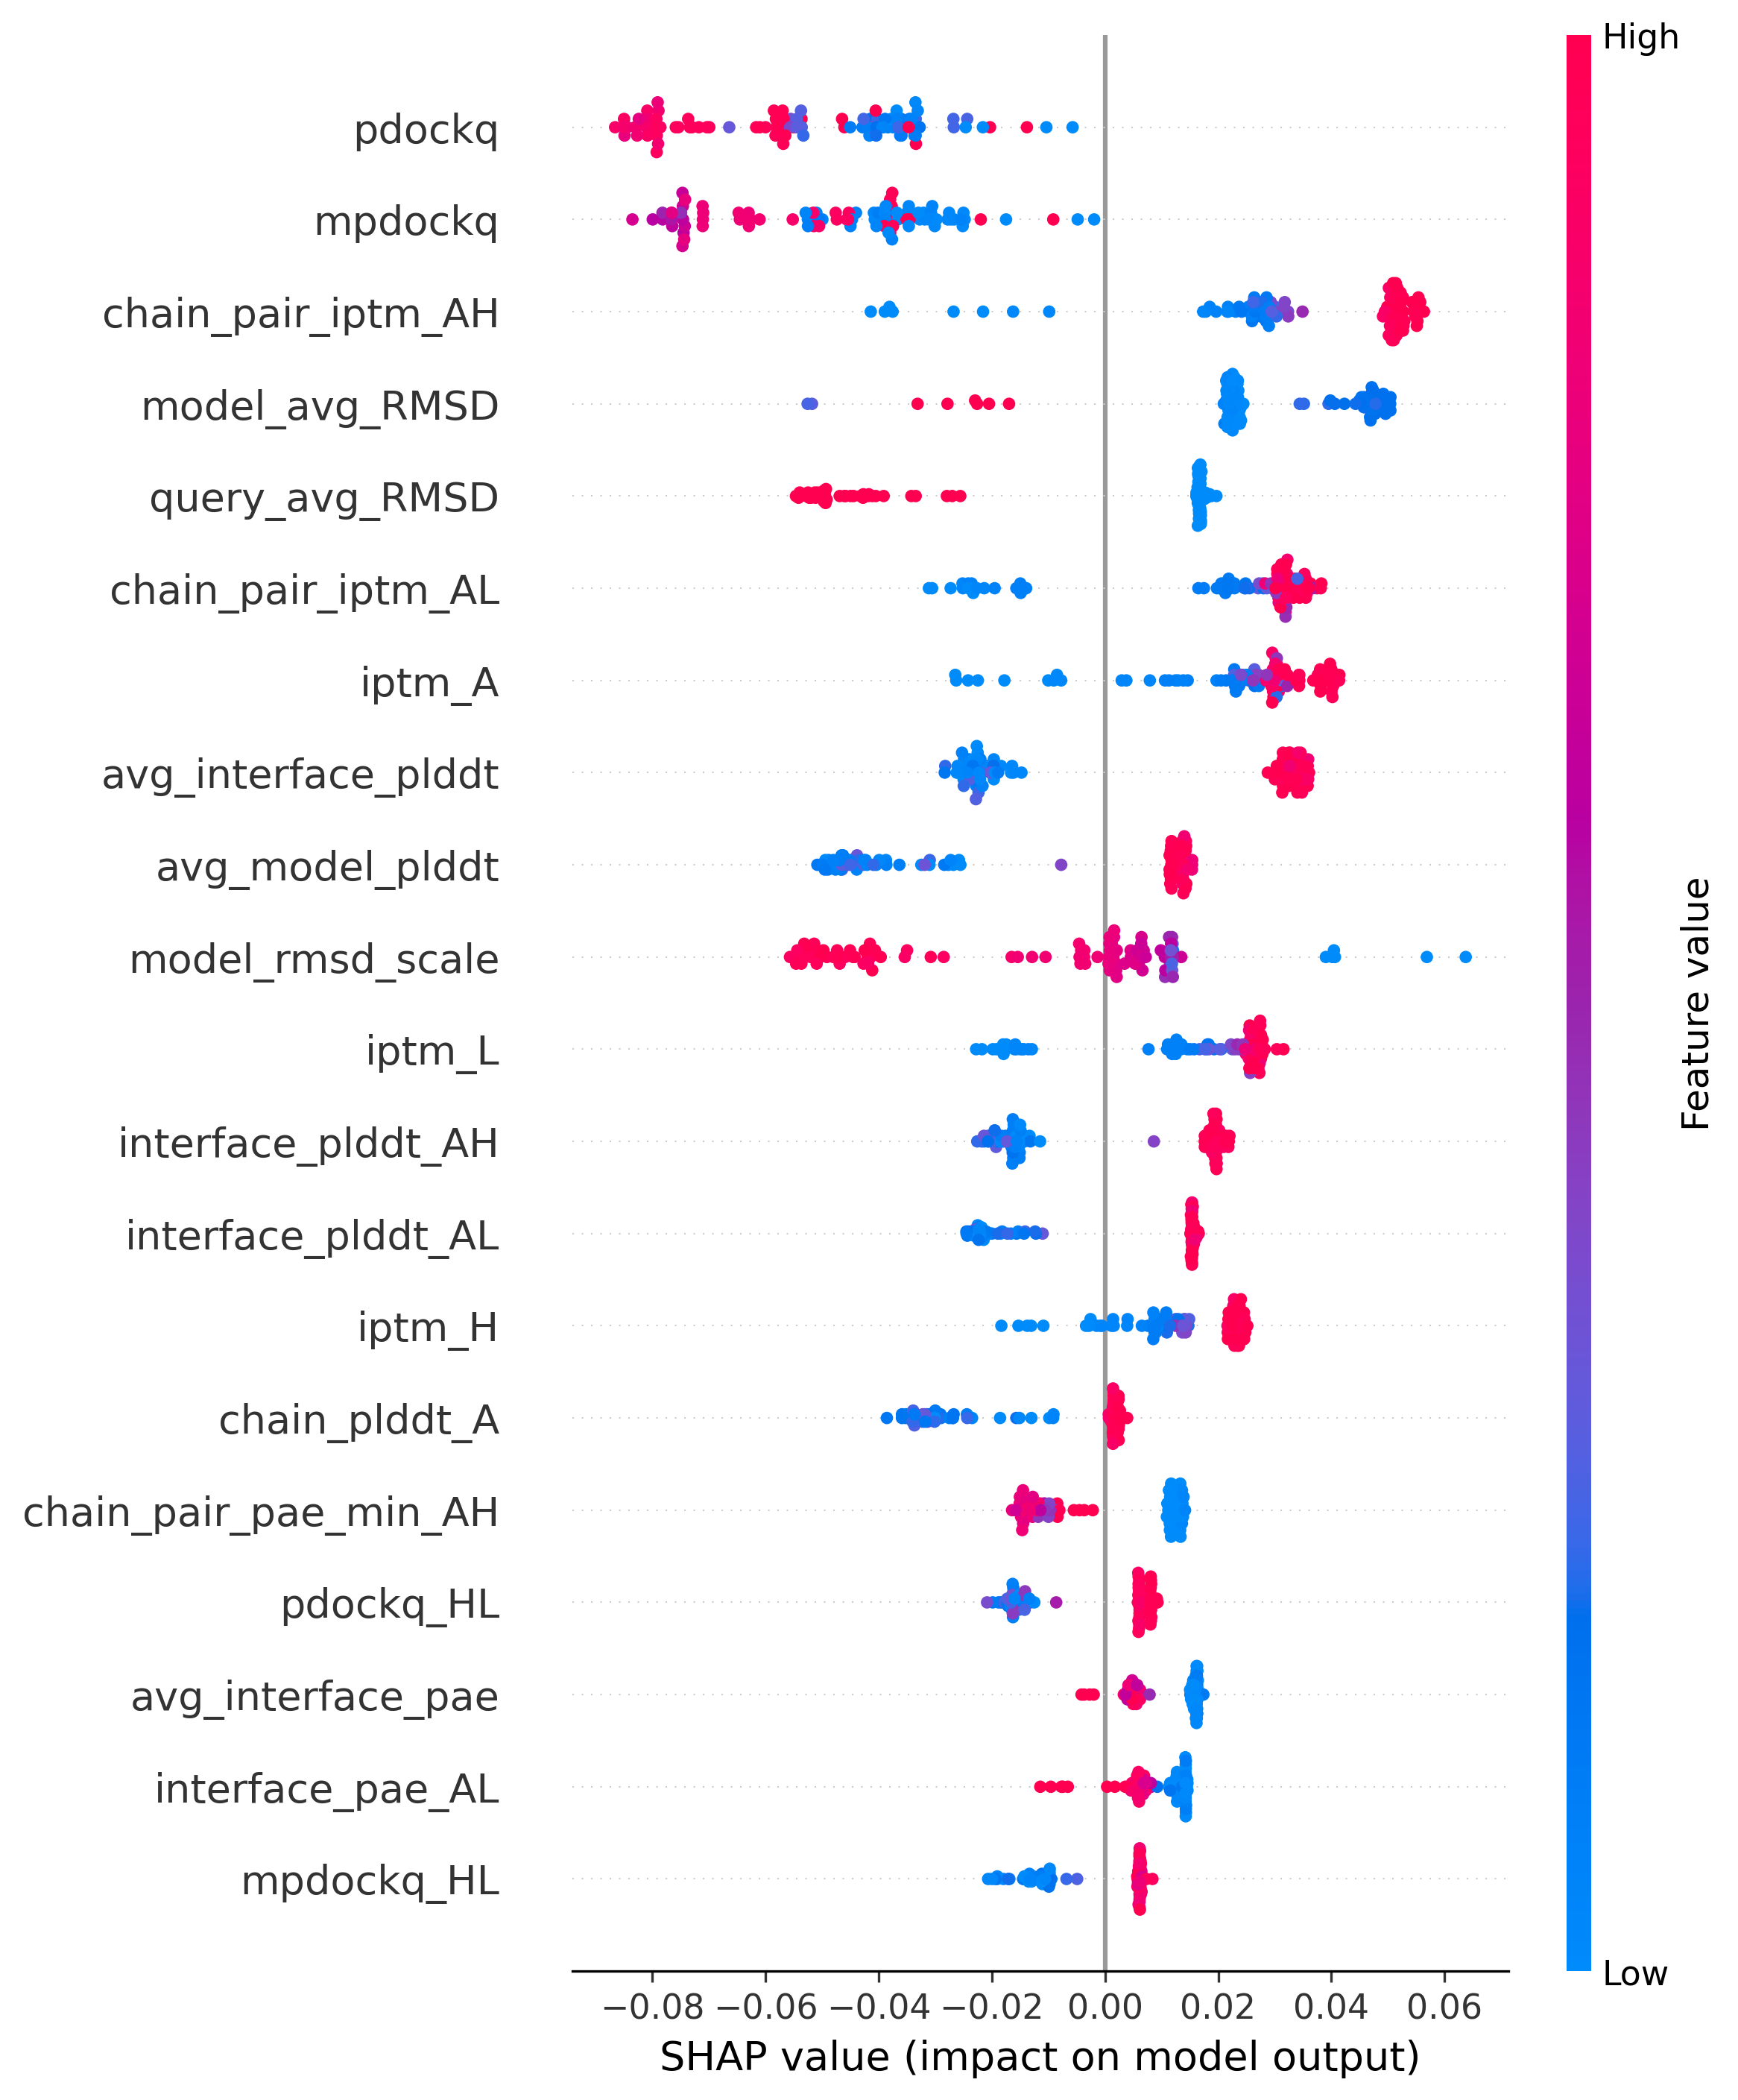 High
pdockq
mpdockq
chain_pair_iptm_AH
model_avg_RMSD
query_avg_RMSD
chain_pair_iptm_AL
iptm_A
avg_interface_plddt
avg_model_plddt
model_rmsd_scale
iptm_L
interface_plddt_AH
interface_plddt_AL
iptm_H
chain_plddt_A
chain_pair_pae_min_AH
pdockq_HL
avg_interface_pae
interface_pae_AL
mpdockq_HL
Feature value
Low
−0.08 −0.06 −0.04 −0.02 0.00 0.02 0.04 0.06
SHAP value (impact on model output)